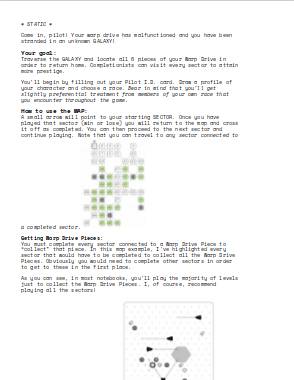 * STATIC *
Come in, pilot! Your warp drive has malfunctioned and you have been
stranded in an unknown GALAXY!
Your goal:
Traverse the GALAXY and locate all 6 pieces of your Warp Drive in
order to return home. Completionists can visit every sector to attain
more prestige.
You'll begin by filling out your Pilot I.D. card. Draw a profile of
your character and choose a race. Bear in mind that you'll get
slightly preferential treatment from members of your own race that
you encounter throughout the game.
How to use the MAP:
A small arrow will point to your starting SECTOR. Once you have
played that sector (win or lose) you will return to the map and cross
it off as completed. You can then proceed to the next sector and
continue playing. Note that you can travel to any sector connected to
a completed sector.
Getting Warp Drive Pieces:
You must complete every sector connected to a Warp Drive Piece to
"collect" that piece. In this map example, I've highlighted every
sector that would have to be completed to collect all the Warp Drive
Pieces. Obviously you would need to complete other sectors in order
to get to these in the first place.
As you can see, in most notebooks, you'll play the majority of levels
just to collect the Warp Drive Pieces. I, of course, recommend
playing all the sectors!